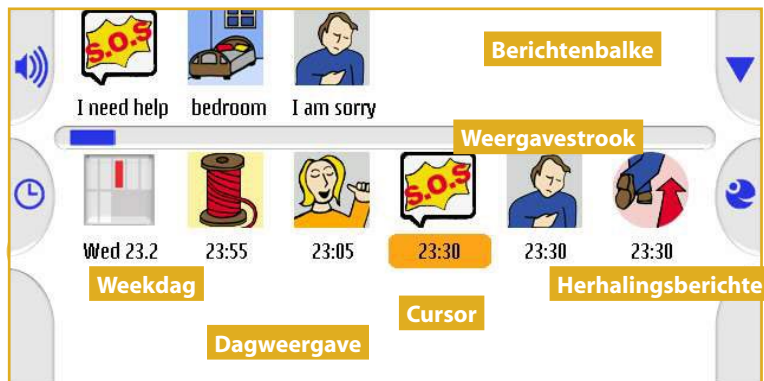 S.O.S
Berichtenbalke
I need help bedroom I am sorry
Weergavestrook
S.O.S
Wed 23.2 23:55 23:05 23:30 23:30 23:30
Weekdag Herhalingsberichte
Cursor
Dagweergave